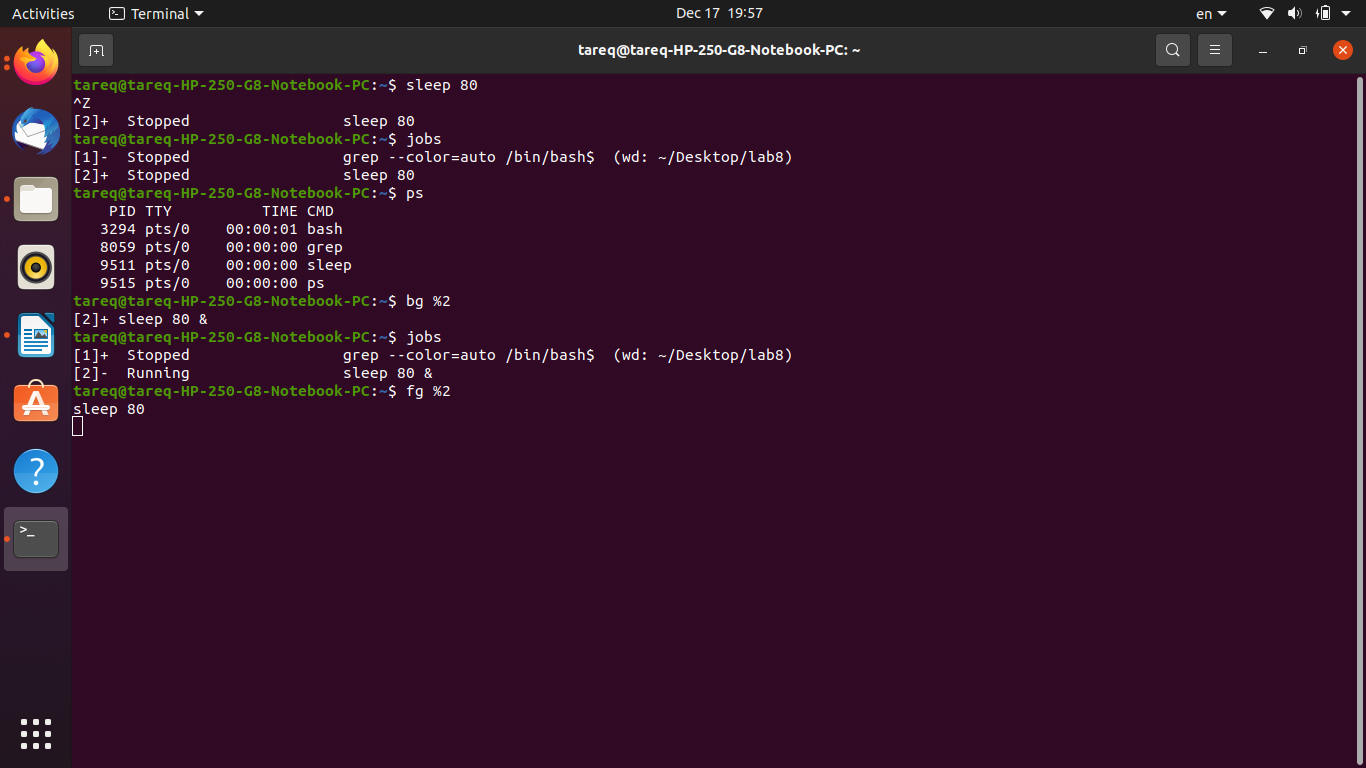 Activities Terminal Dec 17 19:57 en
tareq@tareq-HP-250-G8-Notebook-PC: ~
tareq@tareq-HP-250-G8-Notebook-PC:~$ sleep 80
^Z
[2]+  Stopped                 sleep 80
tareq@tareq-HP-250-G8-Notebook-PC:~$ jobs
[1]-  Stopped                 grep --color=auto /bin/bash$  (wd: ~/Desktop/lab8)
[2]+  Stopped                 sleep 80
tareq@tareq-HP-250-G8-Notebook-PC:~$ ps
    PID TTY          TIME CMD
   3294 pts/0    00:00:01 bash
   8059 pts/0    00:00:00 grep
   9511 pts/0    00:00:00 sleep
   9515 pts/0    00:00:00 ps
tareq@tareq-HP-250-G8-Notebook-PC:~$ bg %2
[2]+ sleep 80 &
tareq@tareq-HP-250-G8-Notebook-PC:~$ jobs
[1]+  Stopped                 grep --color=auto /bin/bash$  (wd: ~/Desktop/lab8)
[2]-  Running                 sleep 80 &
tareq@tareq-HP-250-G8-Notebook-PC:~$ fg %2
sleep 80